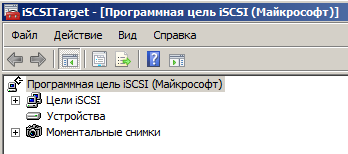 iSCSITarget - [Программная цель iSCSI (Майкрософт)]
Файл Действие Вид Справка
Программная цель iSCSI (Майкрософт)
Цели iSCSI
Устройства
Моментальные снимки